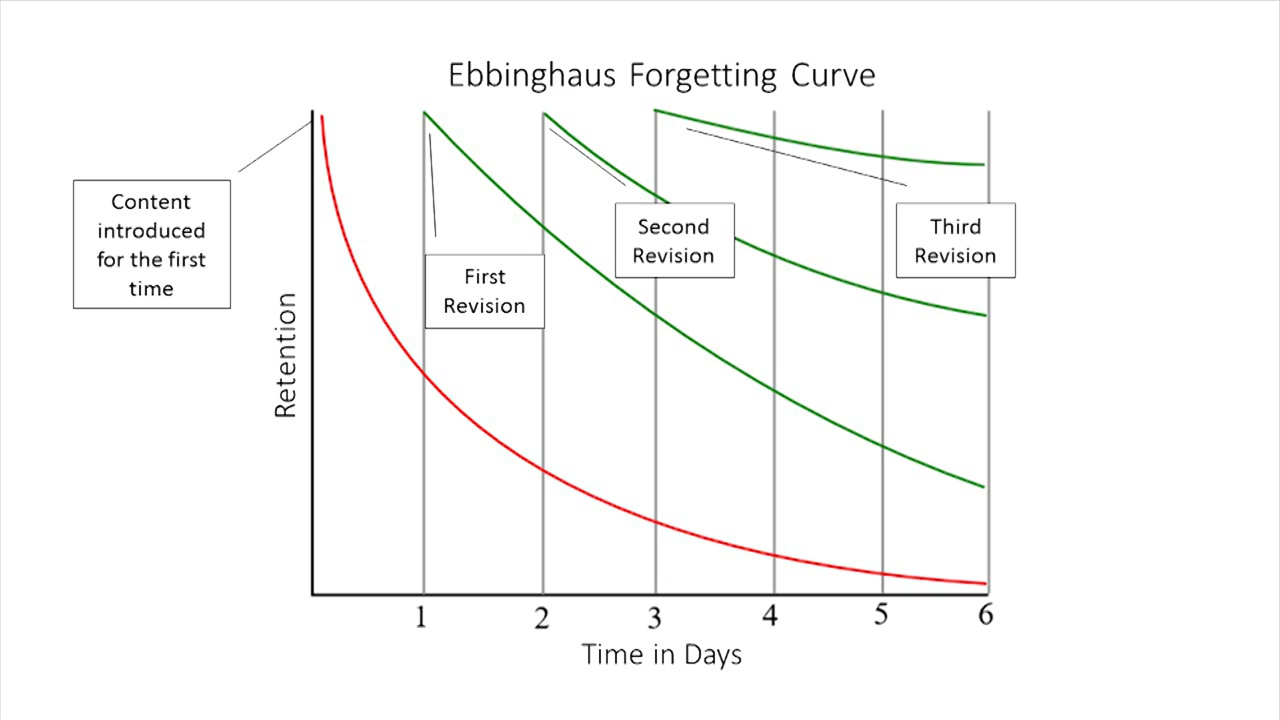 Ebbinghaus Forgetting Curve
Content
introduced
for the first
time
First
Revision
Second
Revision
Third
Revision
Retention
1 2 3 4 5 6
Time in Days